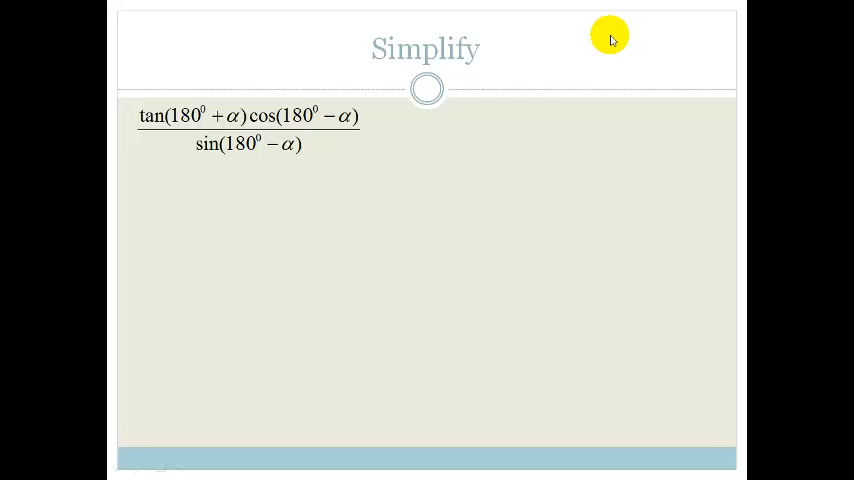 Simplify
tan(180⁰ + α)cos(180⁰ − α)
sin(180⁰ − α)